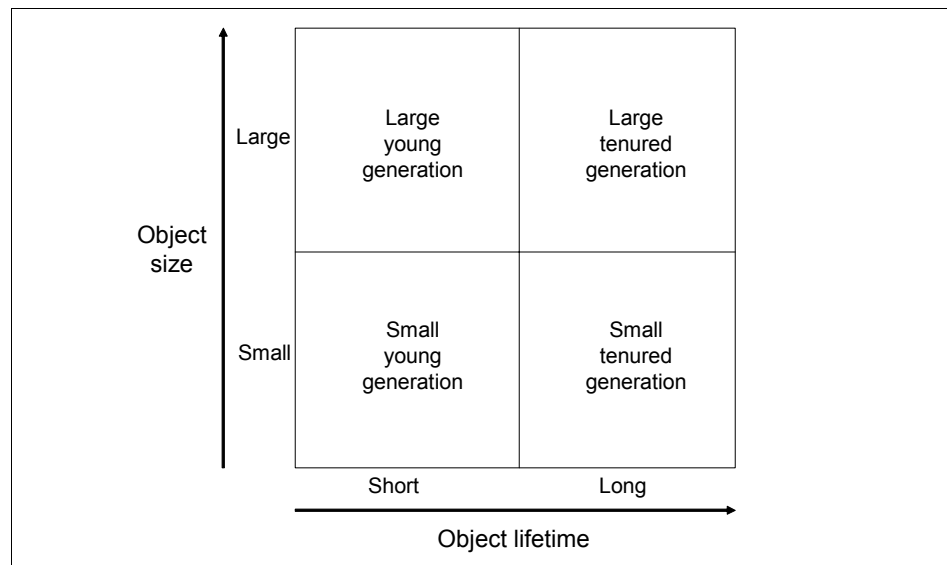 Large
young
generation
Large
tenured
generation
Large
Object
size
Small
young
generation
Small
tenured
generation
Small
Short
Long
Object lifetime